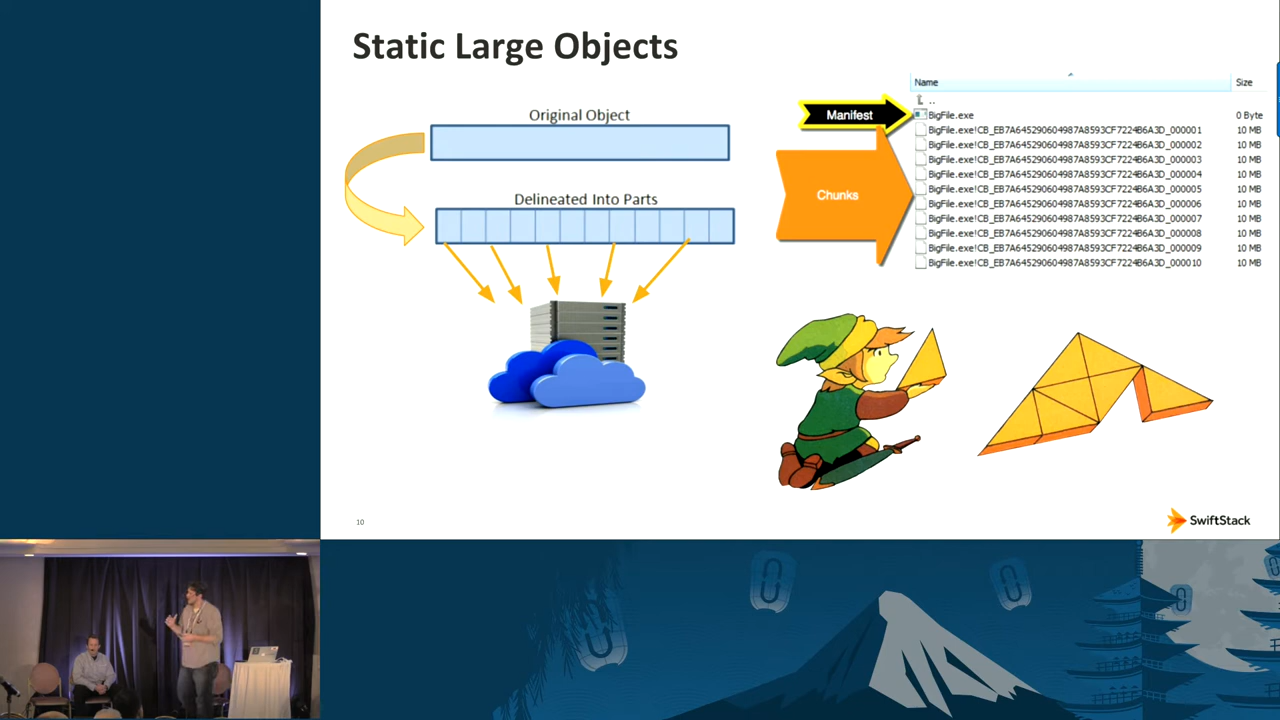 Static Large Objects
Original Object
Delineated Into Parts
Manifest
Chunks
Name Size
..
BigFile.exe 0 Byte
BigFile.exe!CB_EB7A645290604987A8593CF7224B6A3D_000001 10 MB
BigFile.exe!CB_EB7A645290604987A8593CF7224B6A3D_000002 10 MB
BigFile.exe!CB_EB7A645290604987A8593CF7224B6A3D_000003 10 MB
BigFile.exe!CB_EB7A645290604987A8593CF7224B6A3D_000004 10 MB
BigFile.exe!CB_EB7A645290604987A8593CF7224B6A3D_000005 10 MB
BigFile.exe!CB_EB7A645290604987A8593CF7224B6A3D_000006 10 MB
BigFile.exe!CB_EB7A645290604987A8593CF7224B6A3D_000007 10 MB
BigFile.exe!CB_EB7A645290604987A8593CF7224B6A3D_000008 10 MB
BigFile.exe!CB_EB7A645290604987A8593CF7224B6A3D_000009 10 MB
BigFile.exe!CB_EB7A645290604987A8593CF7224B6A3D_000010 10 MB
10
SwiftStack